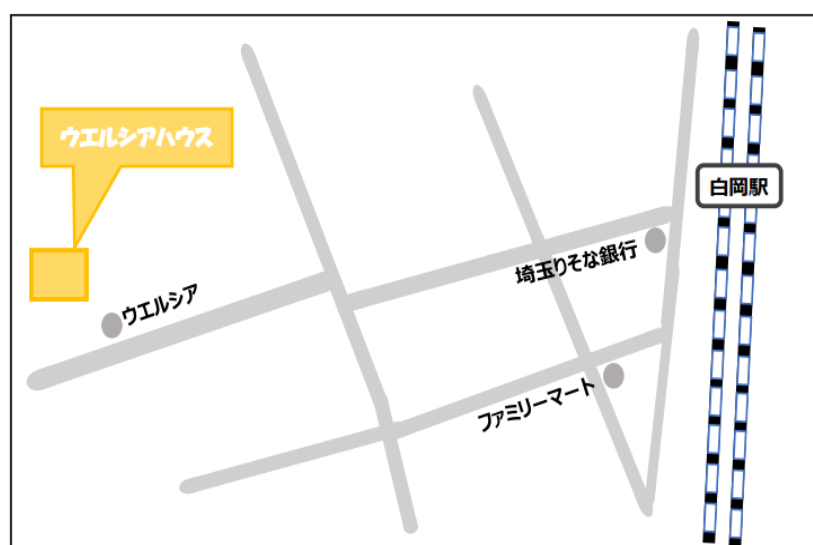 ウエルシアハウス
白岡駅
埼玉りそな銀行
ウエルシア
ファミリーマート